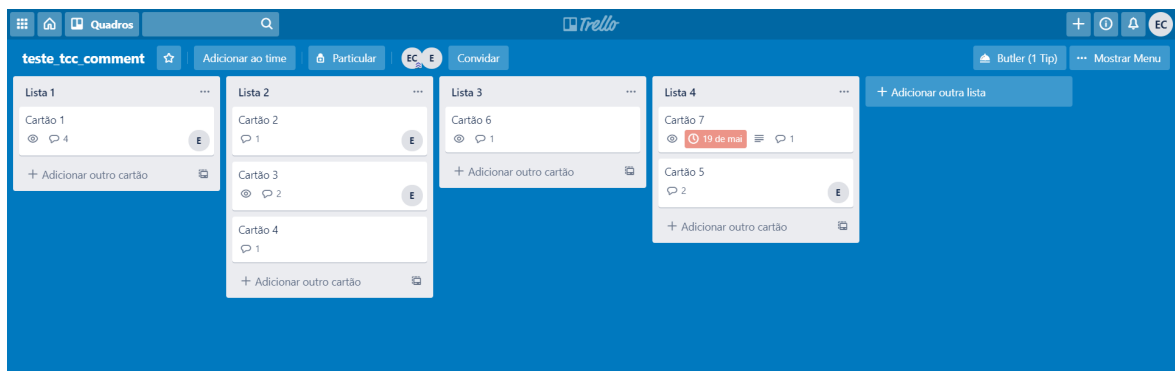 Quadros
Trello
EC
teste_tcc_comment
Adicionar ao time
Particular
EC
E
Convidar
Butler (1 Tip)
Mostrar Menu
Lista 1
Cartão 1
4
E
+ Adicionar outro cartão
Lista 2
Cartão 2
1
E
Cartão 3
2
E
Cartão 4
1
+ Adicionar outro cartão
Lista 3
Cartão 6
1
+ Adicionar outro cartão
Lista 4
Cartão 7
19 de mai
1
Cartão 5
2
E
+ Adicionar outro cartão
+ Adicionar outra lista